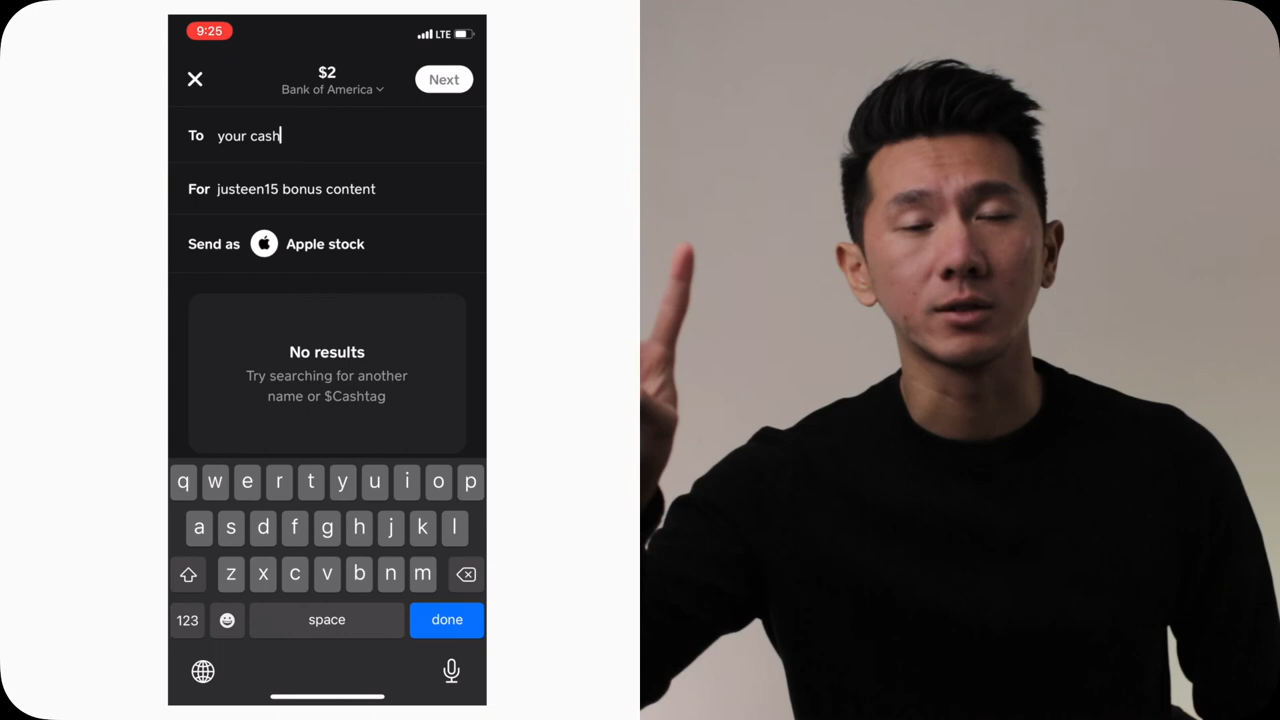 9:25
LTE
$2
Bank of America
Next
To your cash
For justeen15 bonus content
Send as Apple stock
No results
Try searching for another
name or $Cashtag
q w e r t y u i o p
a s d f g h j k l
z x c v b n m
123 space done